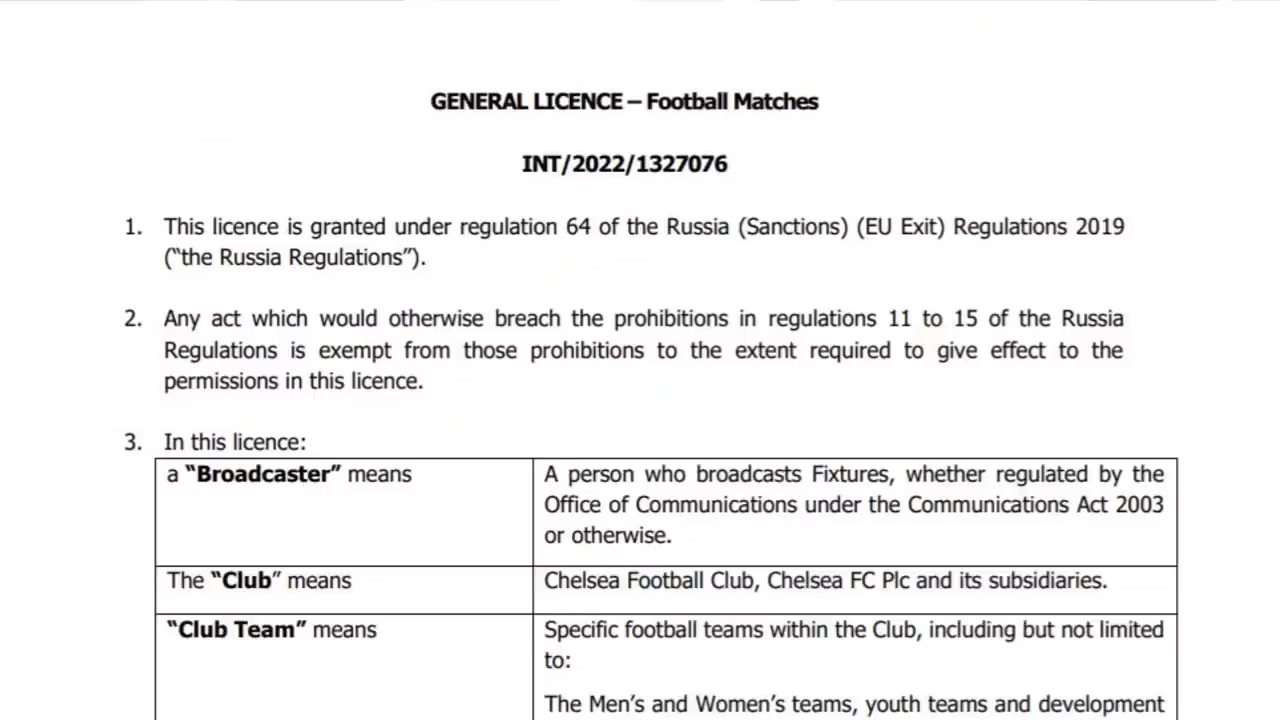 GENERAL LICENCE – Football Matches
INT/2022/1327076
1. This licence is granted under regulation 64 of the Russia (Sanctions) (EU Exit) Regulations 2019
(“the Russia Regulations”).
2. Any act which would otherwise breach the prohibitions in regulations 11 to 15 of the Russia
Regulations is exempt from those prohibitions to the extent required to give effect to the
permissions in this licence.
3. In this licence:
a “Broadcaster” means
A person who broadcasts Fixtures, whether regulated by the
Office of Communications under the Communications Act 2003
or otherwise.
The “Club” means
Chelsea Football Club, Chelsea FC Plc and its subsidiaries.
“Club Team” means
Specific football teams within the Club, including but not limited
to:
The Men’s and Women’s teams, youth teams and development